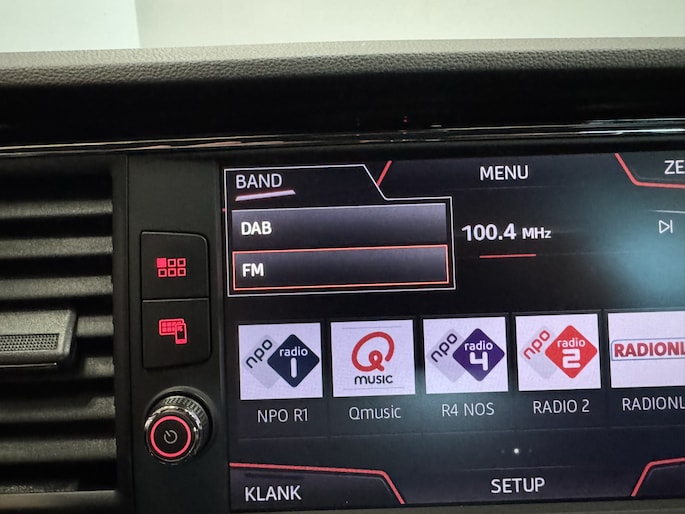 BAND
MENU
ZE
DAB
100.4 MHz
FM
npo radio 1
Q MUSIC
npo radio 4
npo radio 2
RADIONL
NPO R1
Qmusic
R4 NOS
RADIO 2
RADIONL
KLANK
SETUP